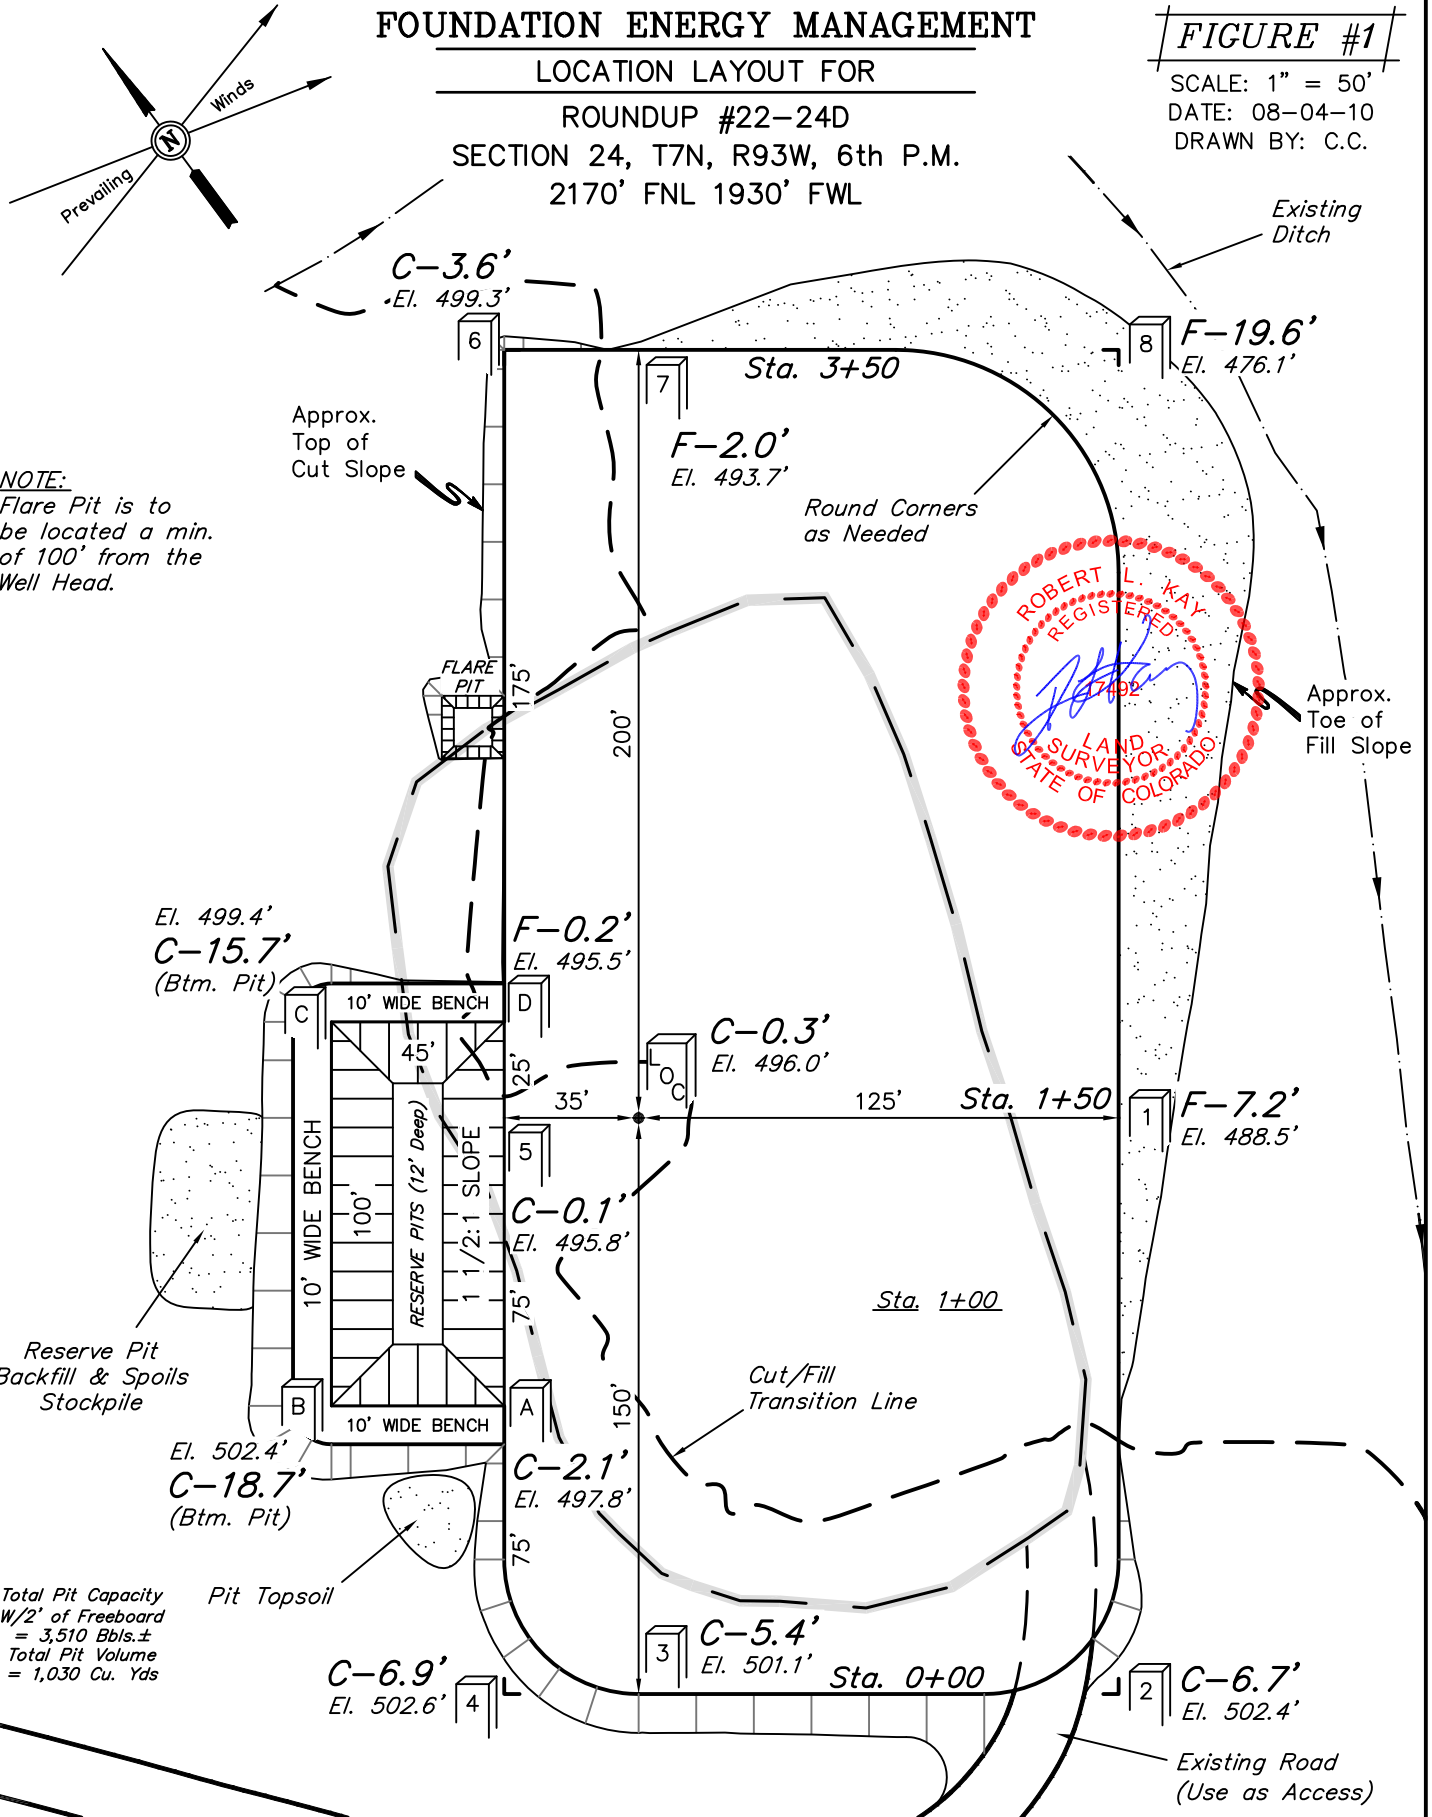 FOUNDATION ENERGY MANAGEMENT
LOCATION LAYOUT FOR
ROUNDUP #22-24D
SECTION 24, T7N, R93W, 6th P.M.
2170' FNL 1930' FWL
FIGURE #1
SCALE: 1" = 50'
DATE: 08-04-10
DRAWN BY: C.C.
Winds
N
Prevailing
Existing
Ditch
C-3.6'
El. 499.3'
6
7
8
F-19.6'
El. 476.1'
Sta. 3+50
Approx.
Top of
Cut Slope
F-2.0'
El. 493.7'
Round Corners
as Needed
NOTE:
Flare Pit is to
be located a min.
of 100' from the
Well Head.
ROBERT L. KAY
REGISTERED
17492
LAND
SURVEYOR
STATE OF COLORADO
FLARE
PIT
175'
200'
Approx.
Toe of
Fill Slope
El. 499.4'
C-15.7'
(Btm. Pit)
F-0.2'
El. 495.5'
C
10' WIDE BENCH
D
45'
25'
LOC
C-0.3'
El. 496.0'
35'
125'
Sta. 1+50
1
F-7.2'
El. 488.5'
5
C-0.1'
El. 495.8'
10' WIDE BENCH
100'
RESERVE PITS (12' Deep)
1 1/2:1 SLOPE
75'
Sta. 1+00
Reserve Pit
Backfill & Spoils
Stockpile
Cut/Fill
Transition Line
150'
B
10' WIDE BENCH
A
El. 502.4'
C-18.7'
(Btm. Pit)
C-2.1'
El. 497.8'
75'
Pit Topsoil
Total Pit Capacity
W/2' of Freeboard
= 3,510 Bbls.±
Total Pit Volume
= 1,030 Cu. Yds
3
C-5.4'
El. 501.1'
C-6.9'
El. 502.6'
4
Sta. 0+00
2
C-6.7'
El. 502.4'
Existing Road
(Use as Access)